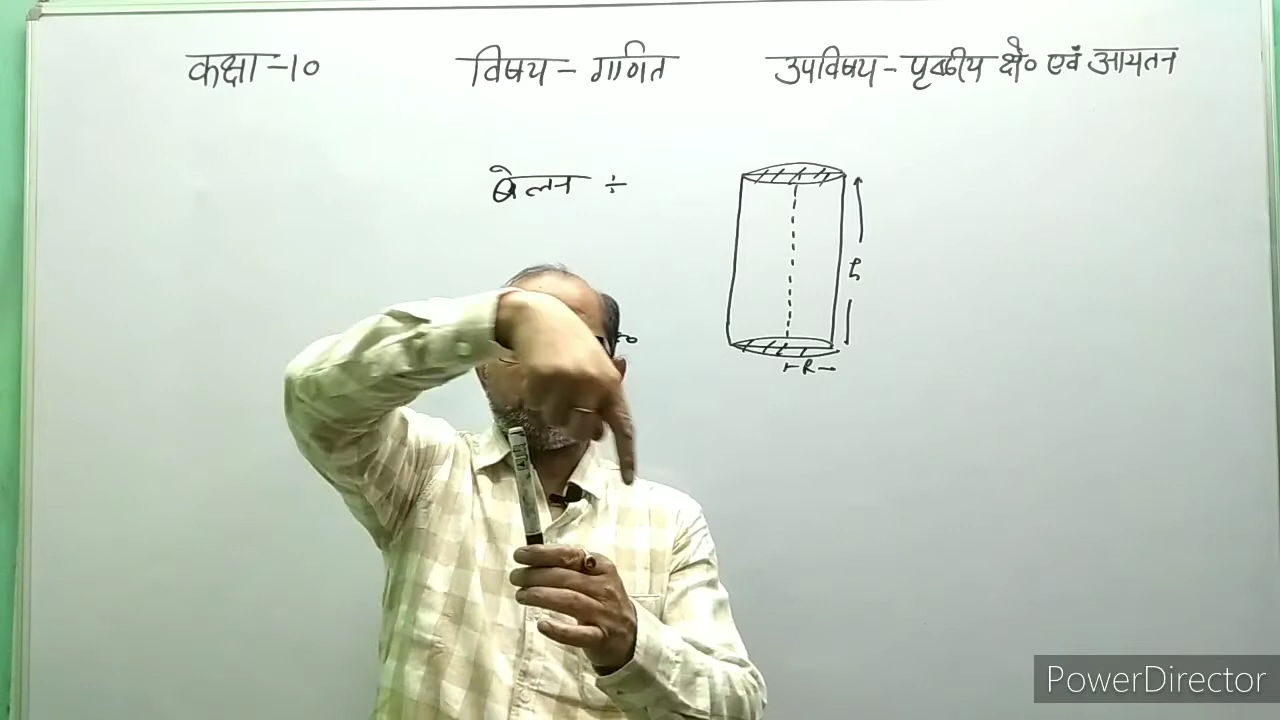 कक्षा-10 विषय - गणित उपविषय - पृष्ठीय क्षे० एवं आयतन
बेलन ÷
h
R
PowerDirector